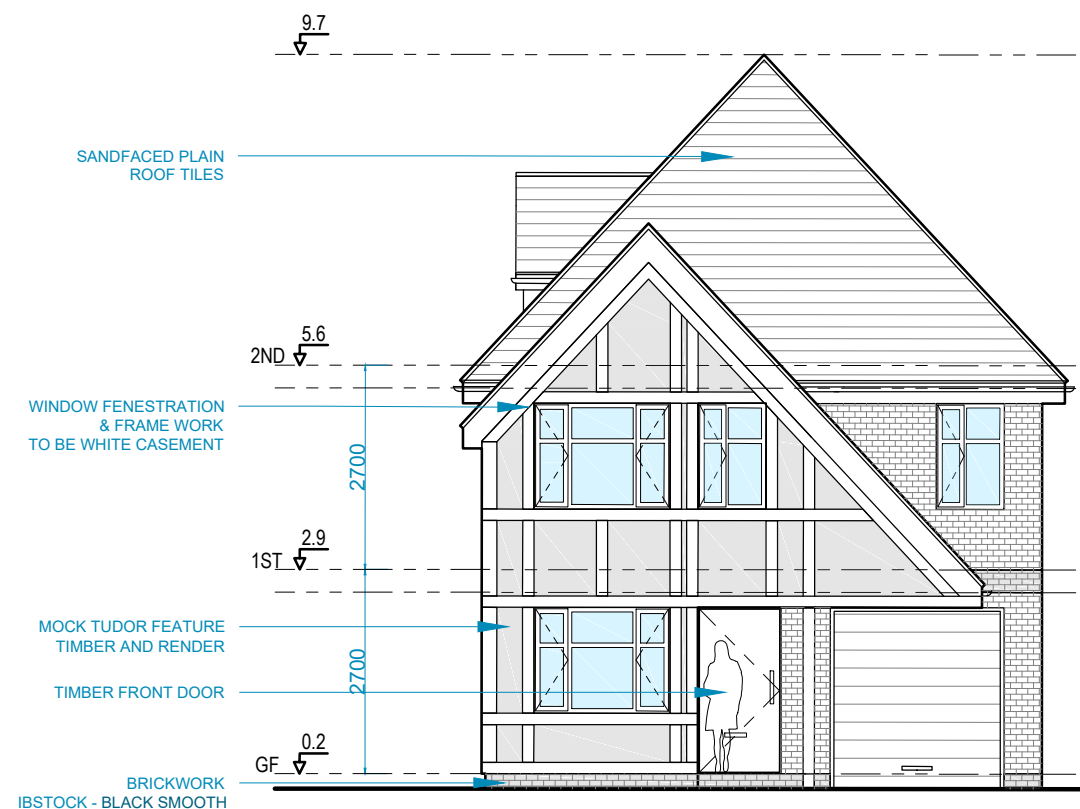 9.7
SANDFACED PLAIN
ROOF TILES
5.6
2ND
WINDOW FENESTRATION
& FRAME WORK
TO BE WHITE CASEMENT
2700
2.9
1ST
MOCK TUDOR FEATURE
TIMBER AND RENDER
2700
TIMBER FRONT DOOR
0.2
GF
BRICKWORK
IBSTOCK - BLACK SMOOTH